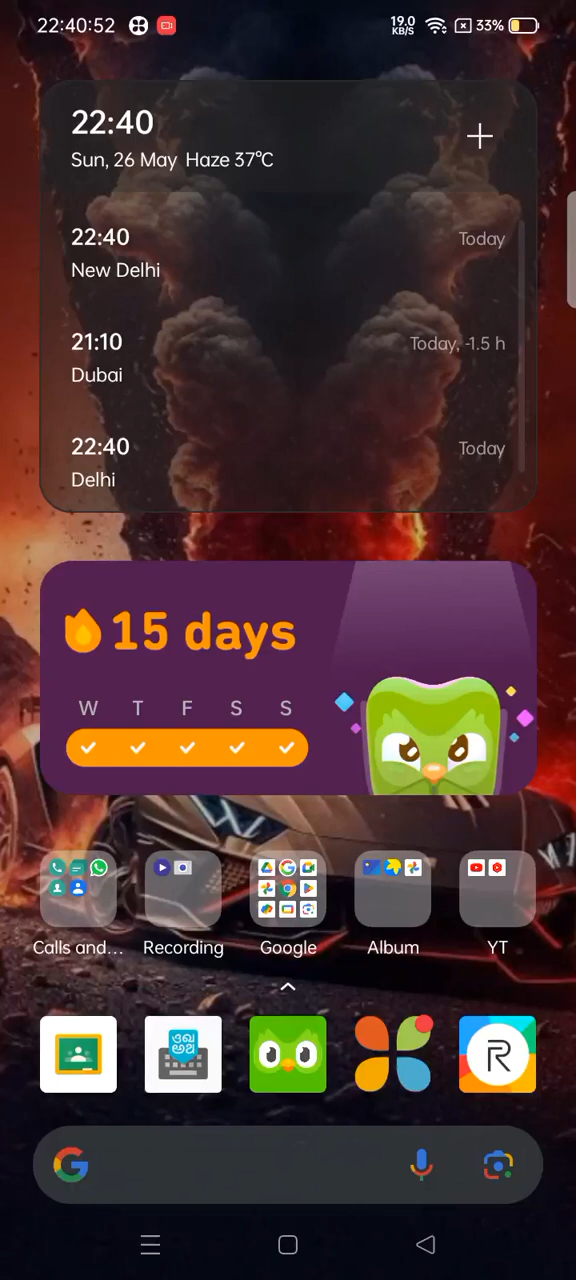 22:40:52
19.0
KB/S
33%
22:40
Sun, 26 May Haze 37°C
22:40
Today
New Delhi
21:10
Today, -1.5 h
Dubai
22:40
Today
Delhi
15 days
W T F S S
Calls and...
Recording
Google
Album
YT